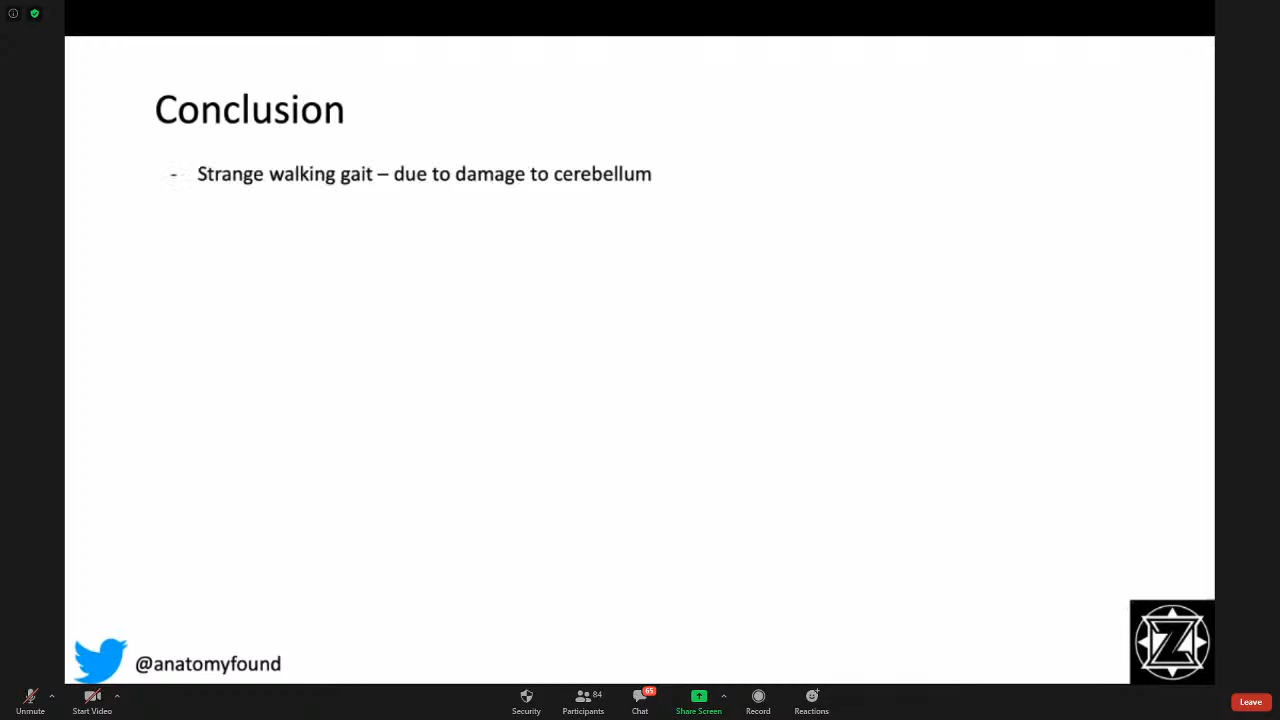 Conclusion
- Strange walking gait – due to damage to cerebellum
Z
@anatomyfound
Unmute
Start Video
Security
Participants
84
Chat
65
Share Screen
Record
Reactions
Leave